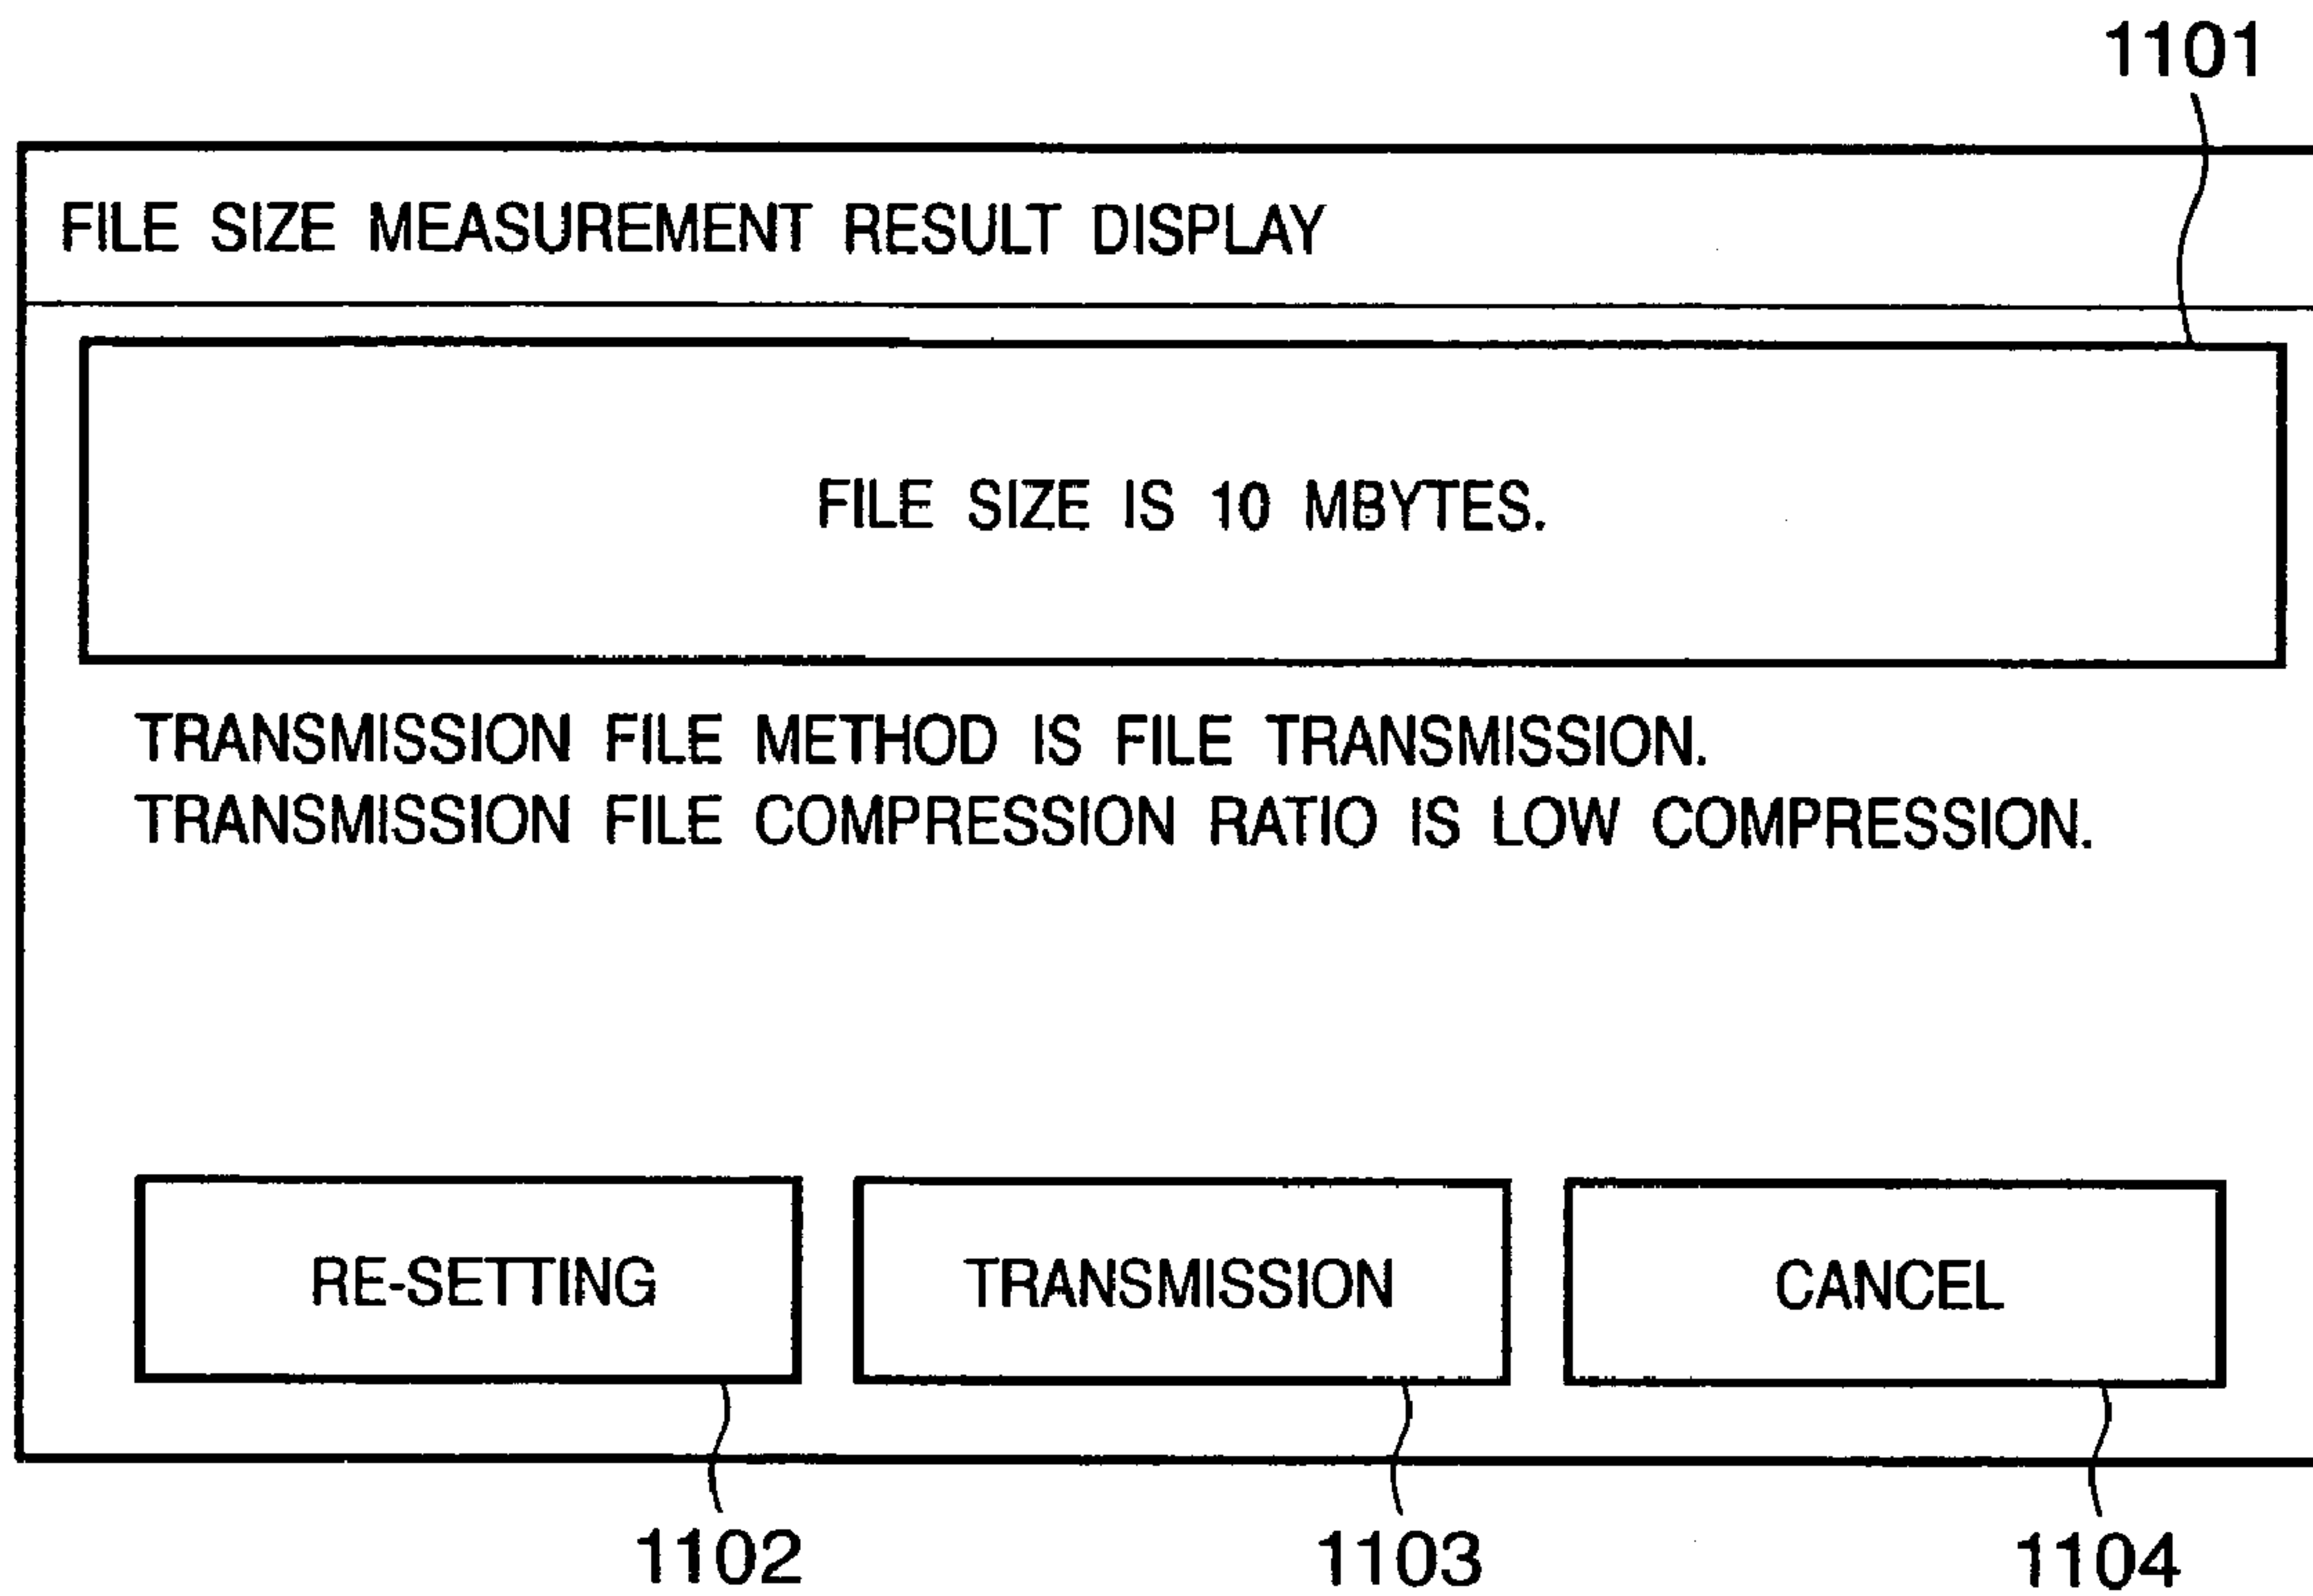 1101
FILE SIZE MEASUREMENT RESULT DISPLAY
FILE SIZE IS 10 MBYTES.
TRANSMISSION FILE METHOD IS FILE TRANSMISSION.
TRANSMISSION FILE COMPRESSION RATIO IS LOW COMPRESSION.
RE-SETTING
TRANSMISSION
CANCEL
1102
1103
1104